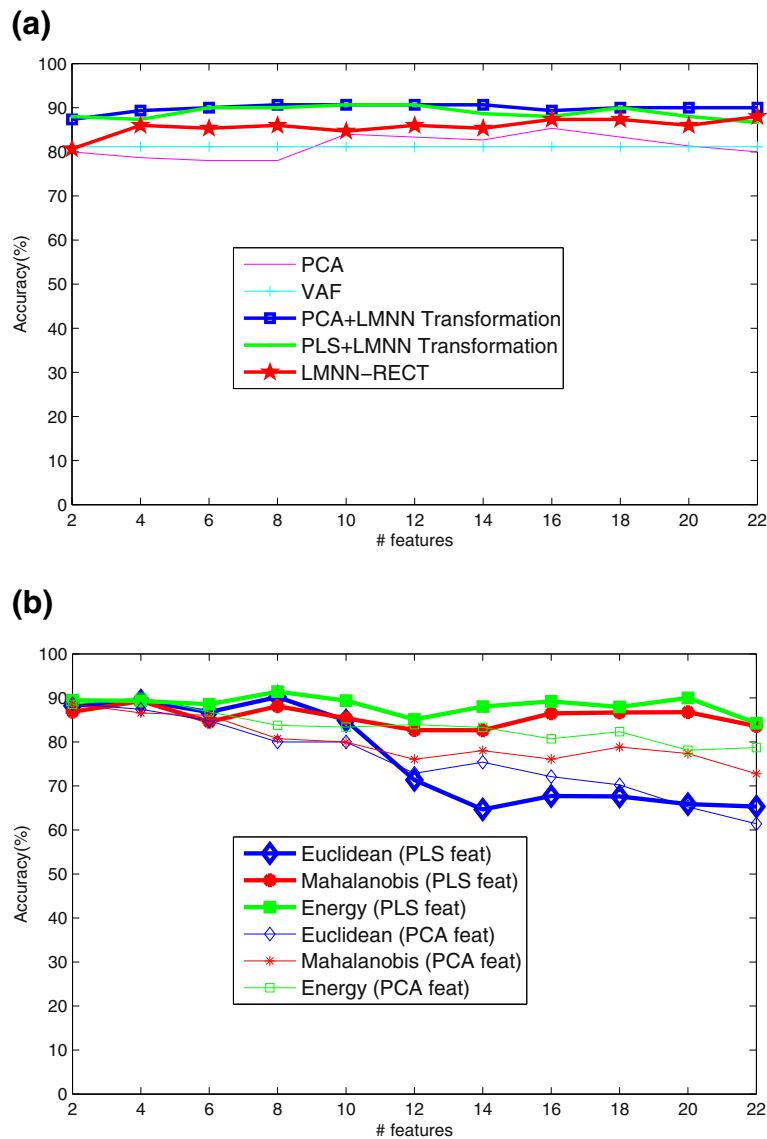 (a)
100
90
80
70
60
50
40
30
20
10
0
Accuracy(%)
PCA
VAF
PCA+LMNN Transformation
PLS+LMNN Transformation
LMNN−RECT
2 4 6 8 10 12 14 16 18 20 22
# features
(b)
100
90
80
70
60
50
40
30
20
10
0
Accuracy(%)
Euclidean (PLS feat)
Mahalanobis (PLS feat)
Energy (PLS feat)
Euclidean (PCA feat)
Mahalanobis (PCA feat)
Energy (PCA feat)
2 4 6 8 10 12 14 16 18 20 22
# features